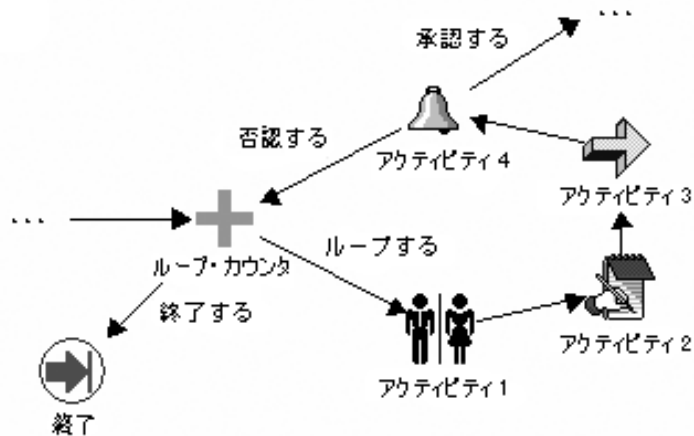 承認する
...
否認する
アクティビティ4
アクティビティ3
...
ループ・カウンタ
ループする
終了する
アクティビティ2
アクティビティ1
終了